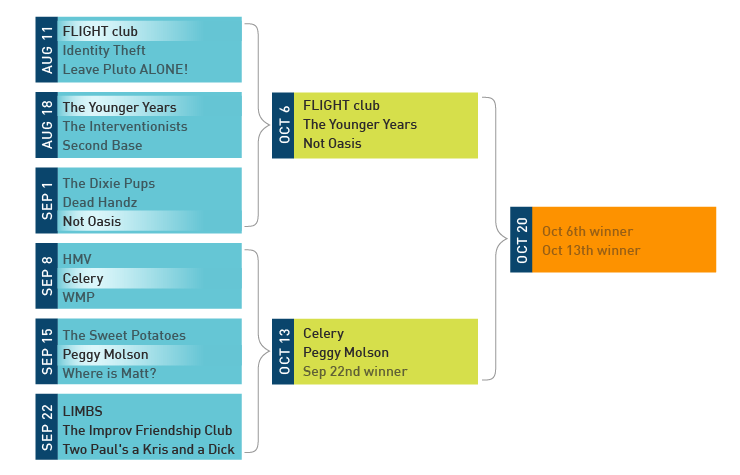 AUG 11
FLIGHT club
Identity Theft
Leave Pluto ALONE!
AUG 18
The Younger Years
The Interventionists
Second Base
SEP 1
The Dixie Pups
Dead Handz
Not Oasis
SEP 8
HMV
Celery
WMP
SEP 15
The Sweet Potatoes
Peggy Molson
Where is Matt?
SEP 22
LIMBS
The Improv Friendship Club
Two Paul's a Kris and a Dick
OCT 6
FLIGHT club
The Younger Years
Not Oasis
OCT 13
Celery
Peggy Molson
Sep 22nd winner
OCT 20
Oct 6th winner
Oct 13th winner